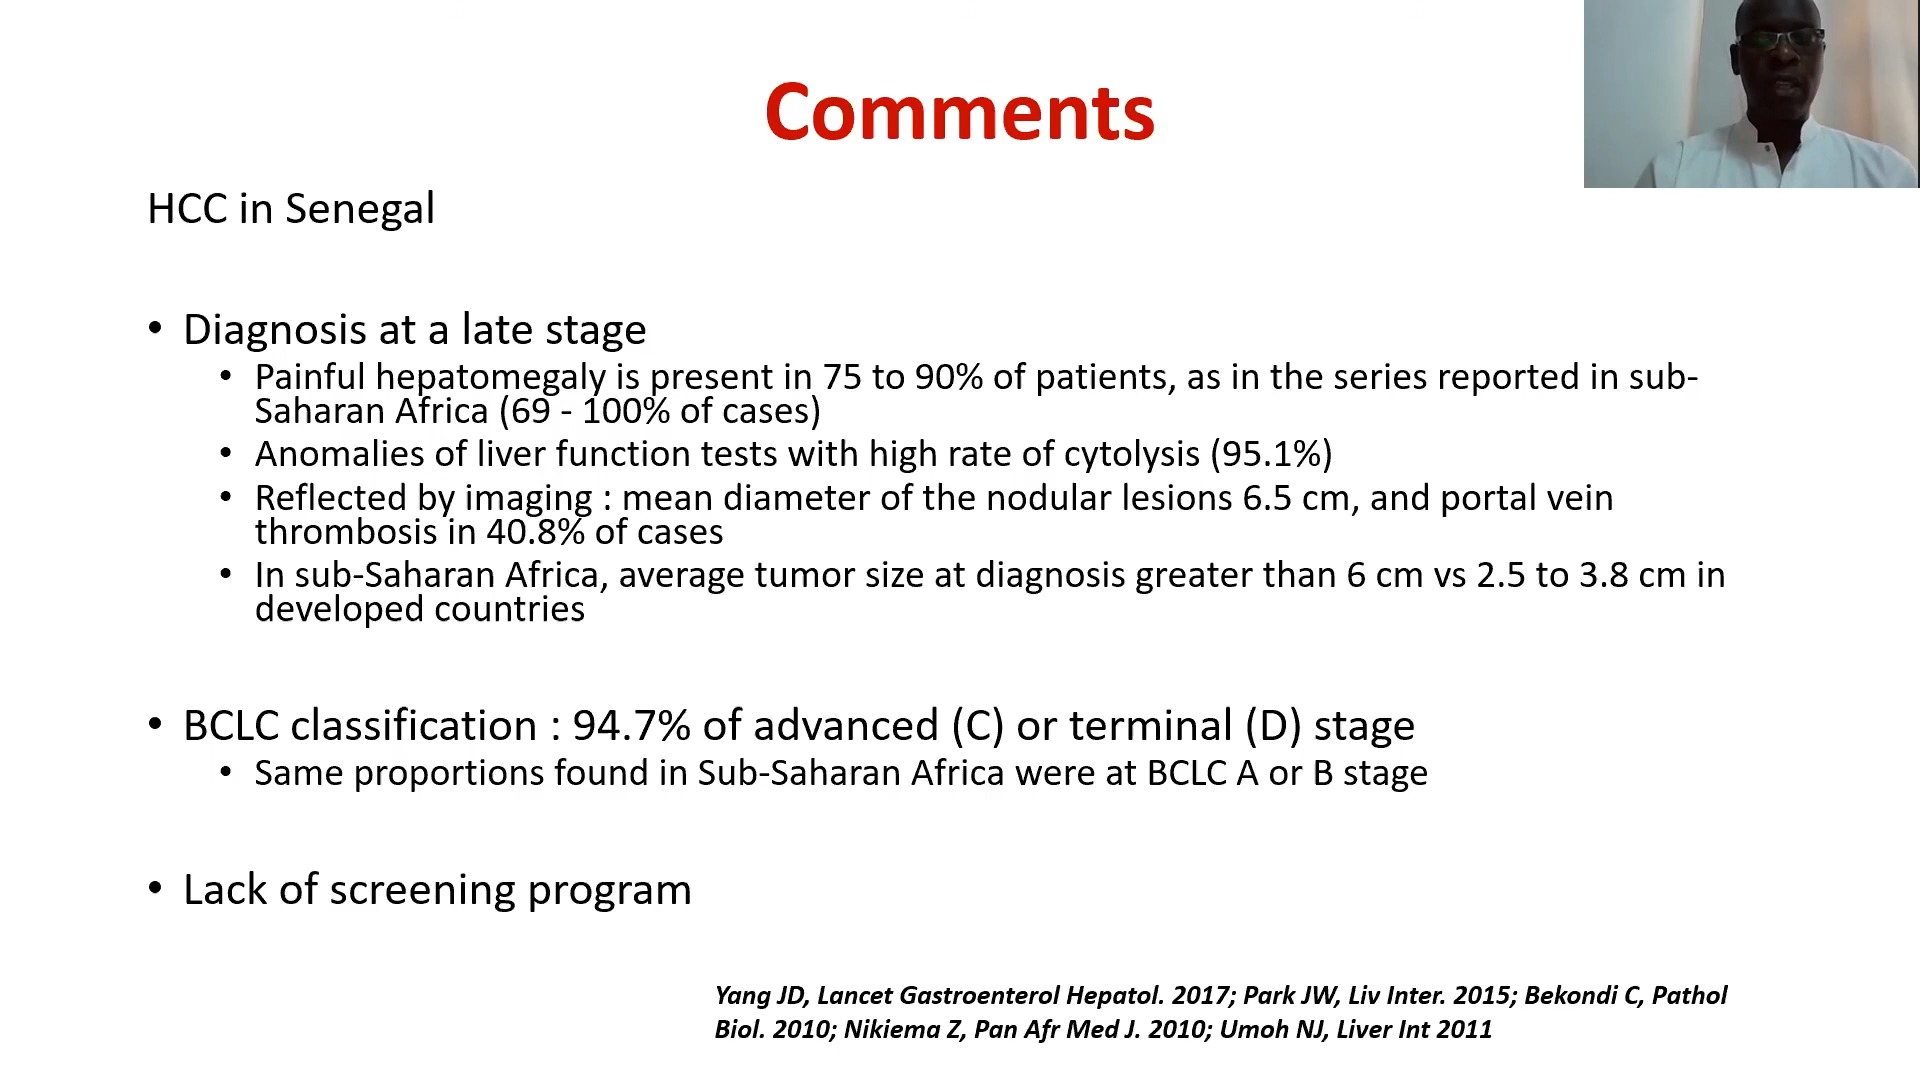 Comments
HCC in Senegal
• Diagnosis at a late stage
• Painful hepatomegaly is present in 75 to 90% of patients, as in the series reported in sub-
Saharan Africa (69 - 100% of cases)
• Anomalies of liver function tests with high rate of cytolysis (95.1%)
• Reflected by imaging : mean diameter of the nodular lesions 6.5 cm, and portal vein
thrombosis in 40.8% of cases
• In sub-Saharan Africa, average tumor size at diagnosis greater than 6 cm vs 2.5 to 3.8 cm in
developed countries
• BCLC classification : 94.7% of advanced (C) or terminal (D) stage
• Same proportions found in Sub-Saharan Africa were at BCLC A or B stage
• Lack of screening program
Yang JD, Lancet Gastroenterol Hepatol. 2017; Park JW, Liv Inter. 2015; Bekondi C, Pathol
Biol. 2010; Nikiema Z, Pan Afr Med J. 2010; Umoh NJ, Liver Int 2011